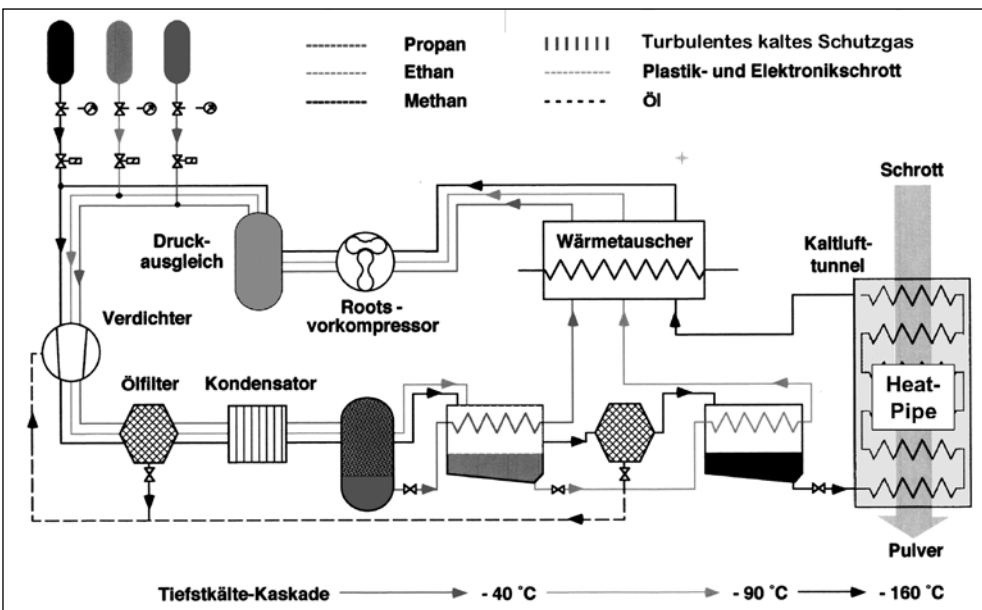 Propan
Ethan
Methan
Turbulentes kaltes Schutzgas
Plastik- und Elektronikschrott
Öl
Schrott
Druck-
ausgleich
Wärmetauscher
Kaltluft-
tunnel
Roots-
vorkompressor
Verdichter
Ölfilter
Kondensator
Heat-
Pipe
Pulver
Tiefstkälte-Kaskade - 40 °C - 90 °C - 160 °C